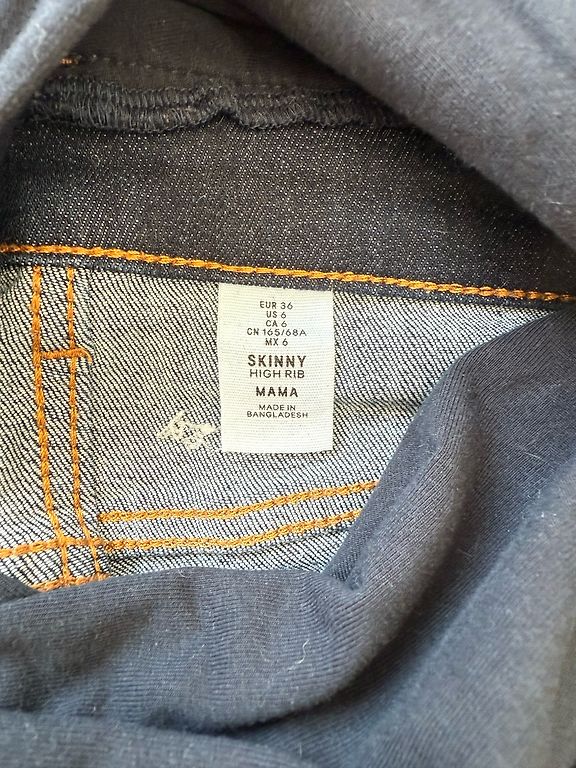 EUR 36
US 6
CA 6
CN 165/68A
MX 6
SKINNY
HIGH RIB
MAMA
MADE IN
BANGLADESH